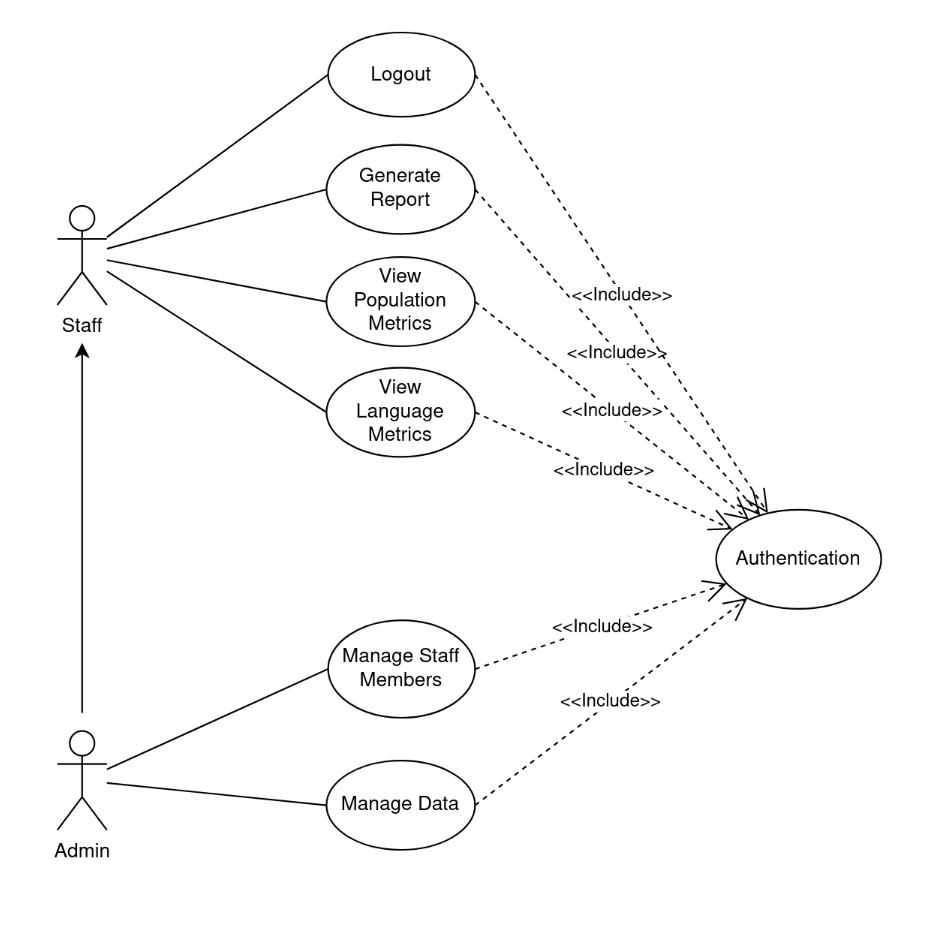 Logout
Generate
Report
View
Population
Metrics
View
Language
Metrics
Staff
<<Include>>
<<Include>>
<<Include>>
<<Include>>
Authentication
<<Include>>
Manage Staff
Members
<<Include>>
Manage Data
Admin